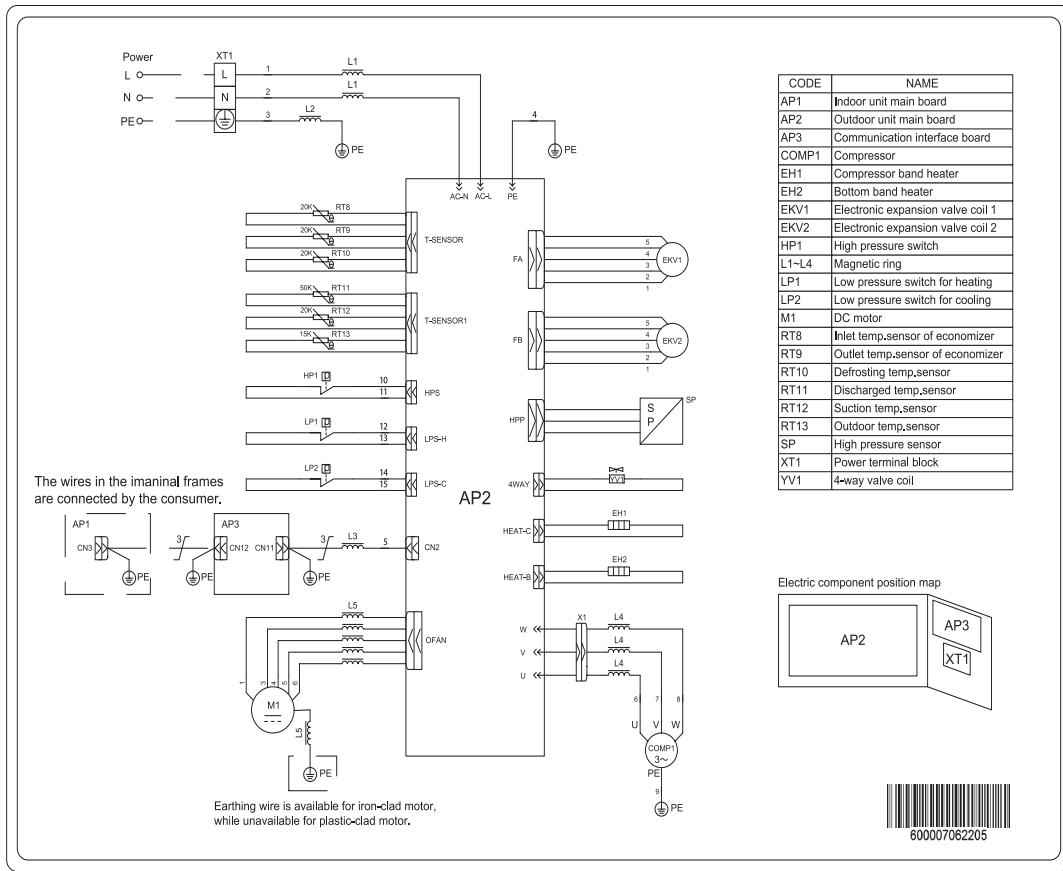 Power
XT1
L
L
1
L1
N
N
2
L1
PE
3
L2
PE
4
PE
AC-N AC-L PE
20K RT8
20K RT9
20K RT10
T-SENSOR
50K RT11
20K RT12
15K RT13
T-SENSOR1
HP1 P
10
11
HPS
LP1 P
12
13
LPS-H
LP2 P
14
15
LPS-C
AP2
FA
5
4
3
2
1
EKV1
FB
5
4
3
2
1
EKV2
HPP
S
P
SP
4WAY
YV1
HEAT-C
EH1
HEAT-B
EH2
The wires in the imaninal frames
are connected by the consumer.
AP1
CN3
PE
3
PE
AP3
CN12 CN11
PE
3
L3
5
CN2
L5
OFAN
1 3 4 5 6
M1
L5
PE
Earthing wire is available for iron-clad motor,
while unavailable for plastic-clad motor.
W
V
U
X1
L4
L4
L4
6 7 8
U V W
COMP1
3~
PE
9
PE
CODE NAME
AP1 Indoor unit main board
AP2 Outdoor unit main board
AP3 Communication interface board
COMP1 Compressor
EH1 Compressor band heater
EH2 Bottom band heater
EKV1 Electronic expansion valve coil 1
EKV2 Electronic expansion valve coil 2
HP1 High pressure switch
L1~L4 Magnetic ring
LP1 Low pressure switch for heating
LP2 Low pressure switch for cooling
M1 DC motor
RT8 Inlet temp.sensor of economizer
RT9 Outlet temp.sensor of economizer
RT10 Defrosting temp.sensor
RT11 Discharged temp.sensor
RT12 Suction temp.sensor
RT13 Outdoor temp.sensor
SP High pressure sensor
XT1 Power terminal block
YV1 4-way valve coil
Electric component position map
AP2
AP3
XT1
600007062205